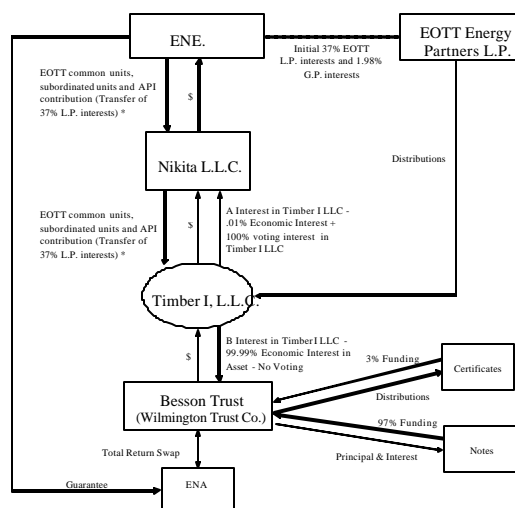 ENE.
EOTT Energy
Partners L.P.
Initial 37% EOTT
L.P. interests and 1.98%
G.P. interests
EOTT common units,
subordinated units and API
contribution (Transfer of
37% L.P. interests) *
$
Nikita L.L.C.
Distributions
EOTT common units,
subordinated units and API
contribution (Transfer of
37% L.P. interests) *
$
A Interest in Timber I LLC -
.01% Economic Interest +
100% voting interest in
Timber I LLC
Timber I, L.L.C.
$
B Interest in Timber I LLC -
99.99% Economic Interest in
Asset - No Voting
Besson Trust
(Wilmington Trust Co.)
3% Funding
Certificates
Distributions
97% Funding
Notes
Principal & Interest
Total Return Swap
Guarantee
ENA